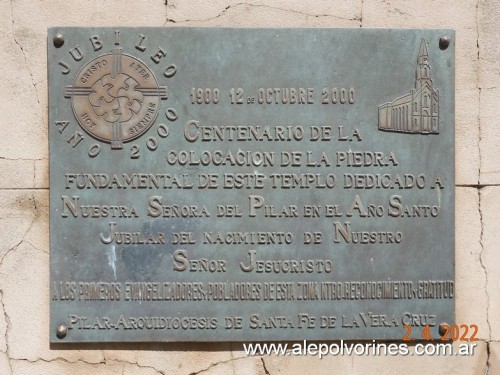 JUBILEO
CRISTO AYER
HOY SIEMPRE
AÑO 2000
1900 12 DE OCTUBRE 2000
CENTENARIO DE LA
COLOCACION DE LA PIEDRA
FUNDAMENTAL DE ESTE TEMPLO DEDICADO A
NUESTRA SEÑORA DEL PILAR EN EL AÑO SANTO
JUBILAR DEL NACIMIENTO DE NUESTRO
SEÑOR JESUCRISTO
A LOS PRIMEROS EVANGELIZADORES-POBLADORES DE ESTA ZONA NTRO. RECONOCIMIENTO Y GRATITUD
PILAR-ARQUIDIOCESIS DE SANTA FE DE LA VERA CRUZ
2 4 2022
www.alepolvorines.com.ar